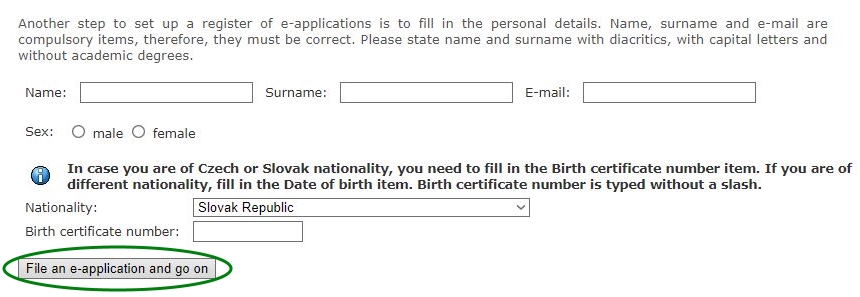 Another step to set up a register of e-applications is to fill in the personal details. Name, surname and e-mail are
compulsory items, therefore, they must be correct. Please state name and surname with diacritics, with capital letters and
without academic degrees.
Name: Surname: E-mail:
Sex: male female
In case you are of Czech or Slovak nationality, you need to fill in the Birth certificate number item. If you are of
different nationality, fill in the Date of birth item. Birth certificate number is typed without a slash.
Nationality: Slovak Republic
Birth certificate number:
File an e-application and go on